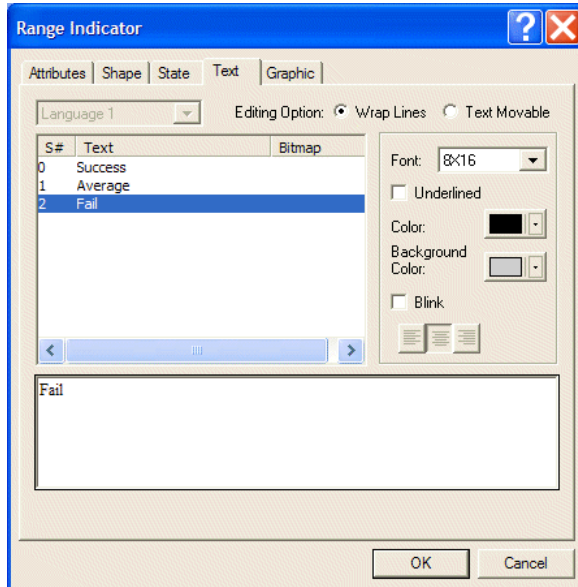 Range Indicator
Attributes Shape State Text Graphic
Language 1 Editing Option: Wrap Lines Text Movable
S# Text Bitmap
0 Success
1 Average
2 Fail
Font: 8X16
Underlined
Color:
Background
Color:
Blink
Fail
OK Cancel